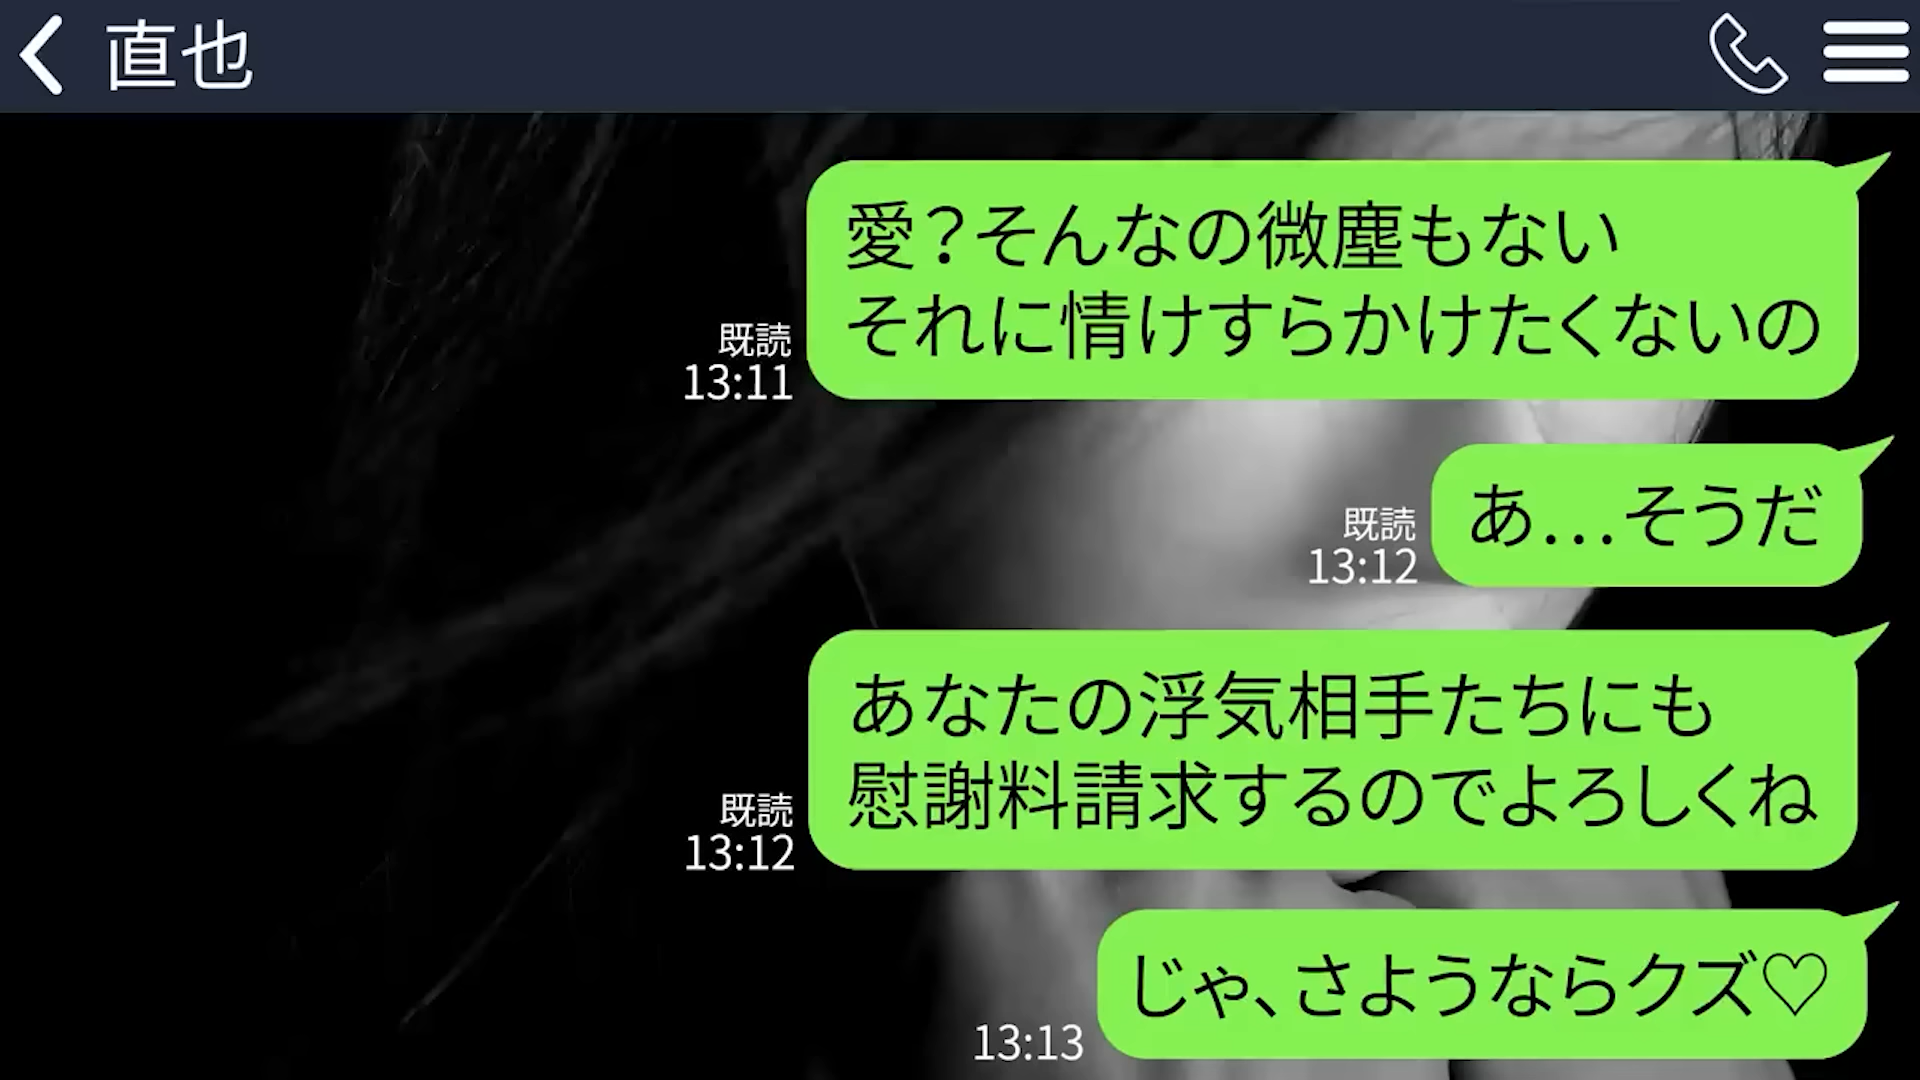 直也
愛？そんなの微塵もない
それに情けすらかけたくないの
既読
13:11
あ…そうだ
既読
13:12
あなたの浮気相手たちにも
慰謝料請求するのでよろしくね
既読
13:12
じゃ、さようならクズ♡
13:13